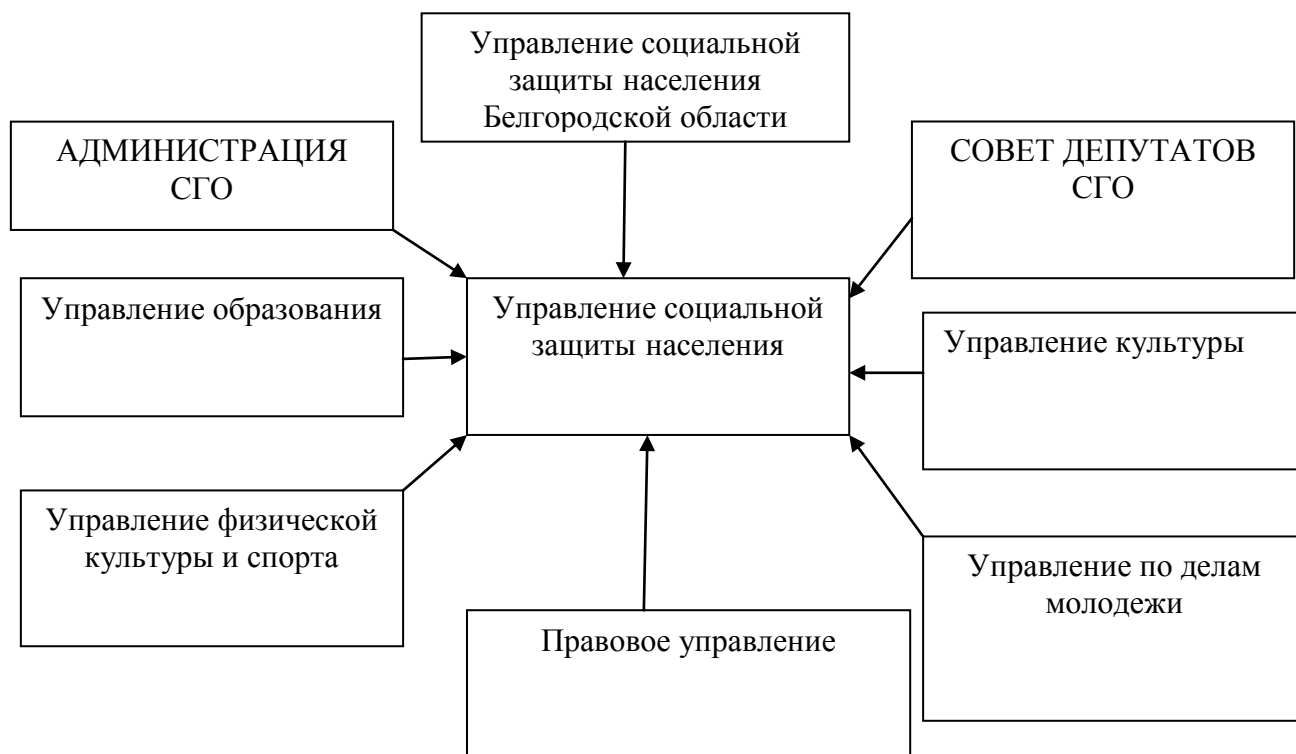 Управление социальной
защиты населения
Белгородской области
АДМИНИСТРАЦИЯ
СГО
СОВЕТ ДЕПУТАТОВ
СГО
Управление образования
Управление социальной
защиты населения
Управление культуры
Управление физической
культуры и спорта
Управление по делам
молодежи
Правовое управление